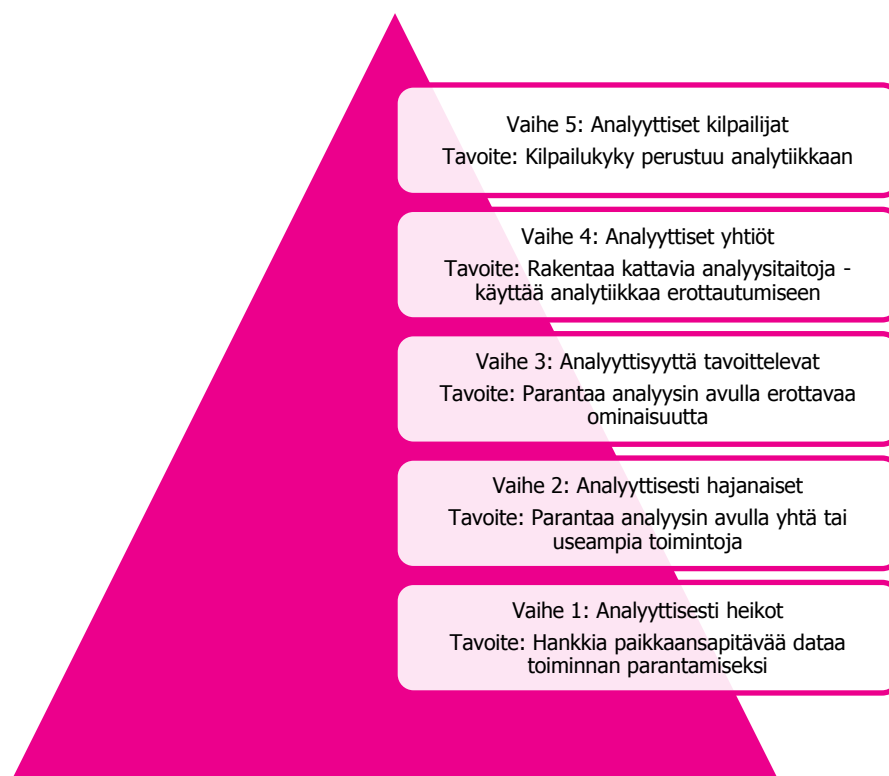 Vaihe 5: Analyyttiset kilpailijat
Tavoite: Kilpailukyky perustuu analytiikkaan
Vaihe 4: Analyyttiset yhtiöt
Tavoite: Rakentaa kattavia analyysitaitoja -
käyttää analytiikkaa erottautumiseen
Vaihe 3: Analyyttisyyttä tavoittelevat
Tavoite: Parantaa analyysin avulla erottavaa
ominaisuutta
Vaihe 2: Analyyttisesti hajanaiset
Tavoite: Parantaa analyysin avulla yhtä tai
useampia toimintoja
Vaihe 1: Analyyttisesti heikot
Tavoite: Hankkia paikkaansapitävää dataa
toiminnan parantamiseksi